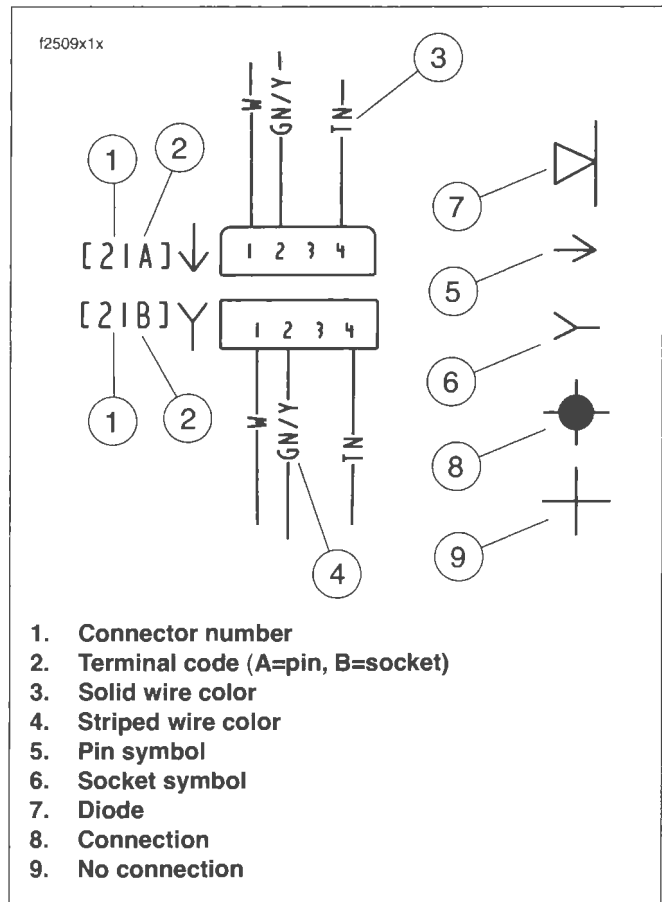 f2509x1x
W
GN/Y
TN
3
1
2
7
[21A]
1 2 3 4
5
[21B]
1 2 3 4
6
1
2
W
GN/Y
TN
8
4
9
1. Connector number
2. Terminal code (A=pin, B=socket)
3. Solid wire color
4. Striped wire color
5. Pin symbol
6. Socket symbol
7. Diode
8. Connection
9. No connection